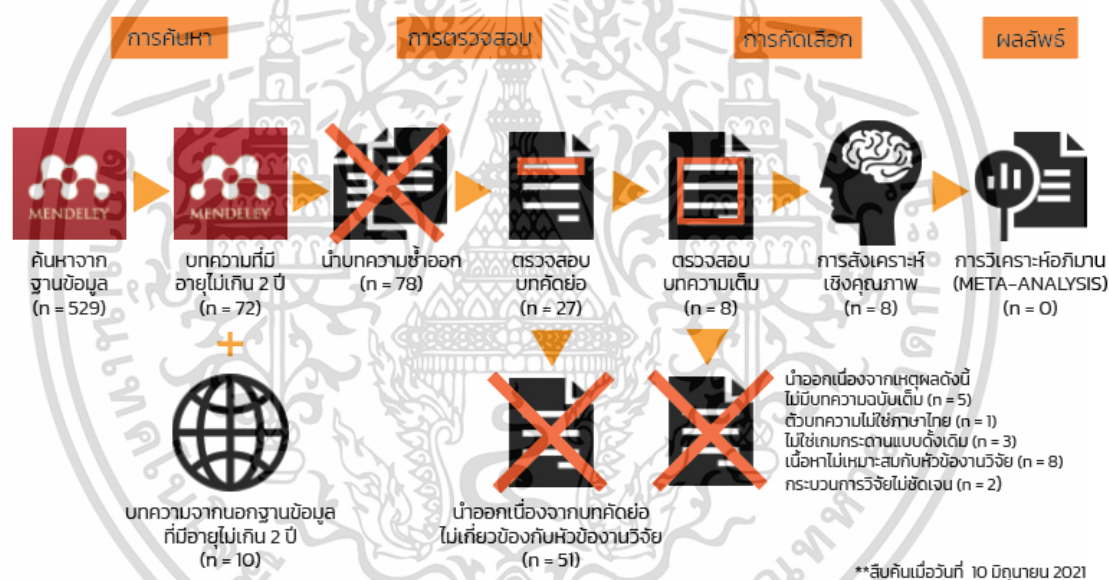 การค้นหา
การตรวจสอบ
การคัดเลือก
ผลลัพธ์
MENDELEY
ค้นหาจาก
ฐานข้อมูล
(n = 529)
MENDELEY
บทความที่มี
อายุไม่เกิน 2 ปี
(n = 72)
+
บทความจากนอกฐานข้อมูล
ที่มีอายุไม่เกิน 2 ปี
(n = 10)
นำบทความซ้ำออก
(n = 78)
ตรวจสอบ
บทคัดย่อ
(n = 27)
นำออกเนื่องจากบทคัดย่อ
ไม่เกี่ยวข้องกับหัวข้องานวิจัย
(n = 51)
ตรวจสอบ
บทความเต็ม
(n = 8)
นำออกเนื่องจากเหตุผลดังนี้
ไม่มีบทความฉบับเต็ม (n = 5)
ตัวบทความไม่ใช่ภาษาไทย (n = 1)
ไม่ใช่เกมกระดานแบบดั้งเดิม (n = 3)
เนื้อหาไม่เหมาะสมกับหัวข้องานวิจัย (n = 8)
กระบวนการวิจัยไม่ชัดเจน (n = 2)
การสังเคราะห์
เชิงคุณภาพ
(n = 8)
การวิเคราะห์อภิมาน
(META-ANALYSIS)
(n = 0)
**สืบค้นเมื่อวันที่ 10 มิถุนายน 2021